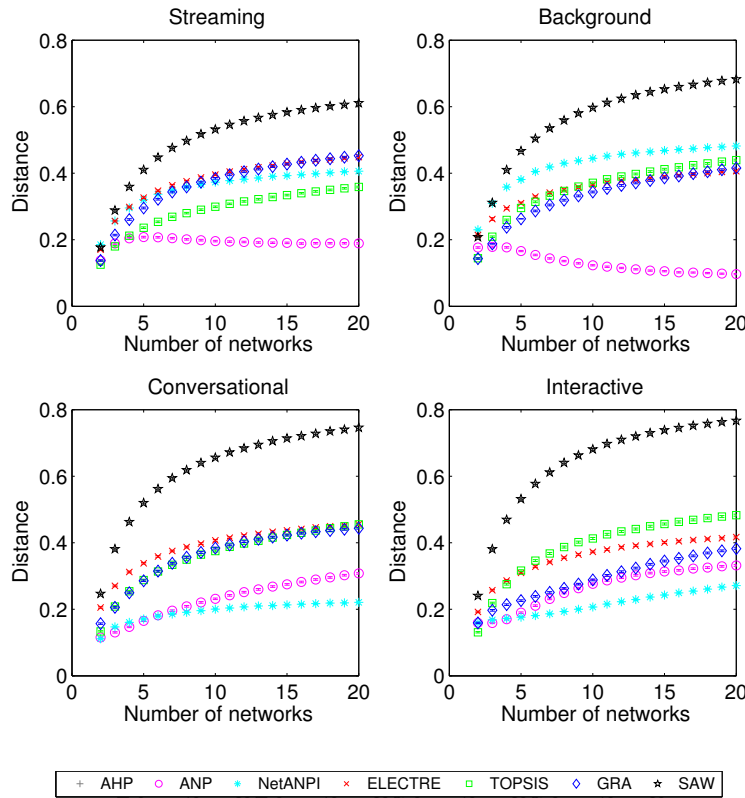 Streaming
0.8
0.6
0.4
0.2
0
Distance
0 5 10 15 20
Number of networks
Background
0.8
0.6
0.4
0.2
0
Distance
0 5 10 15 20
Number of networks
Conversational
0.8
0.6
0.4
0.2
0
Distance
0 5 10 15 20
Number of networks
Interactive
0.8
0.6
0.4
0.2
0
Distance
0 5 10 15 20
Number of networks
AHP ANP NetANPI ELECTRE TOPSIS GRA SAW